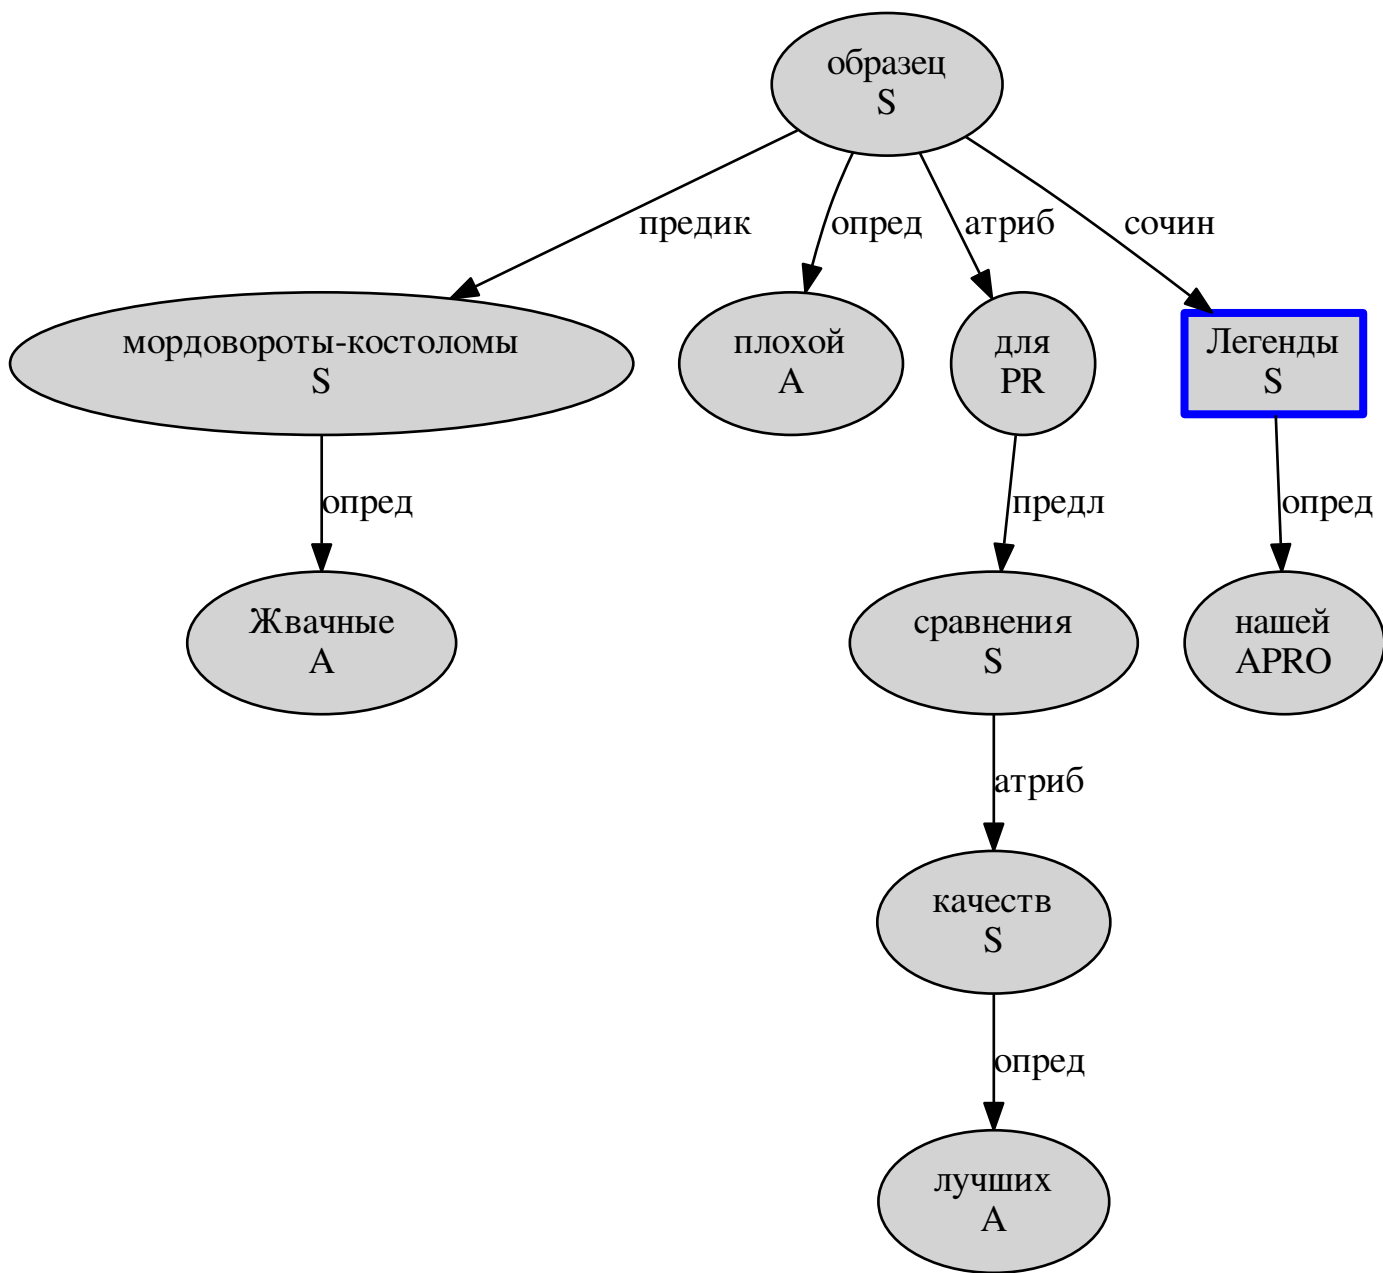 образец
S
предик
опред
атриб
сочин
мордовороты-костоломы
S
плохой
A
для
PR
Легенды
S
опред
предл
опред
Жвачные
A
сравнения
S
нашей
APRO
атриб
качеств
S
опред
лучших
A